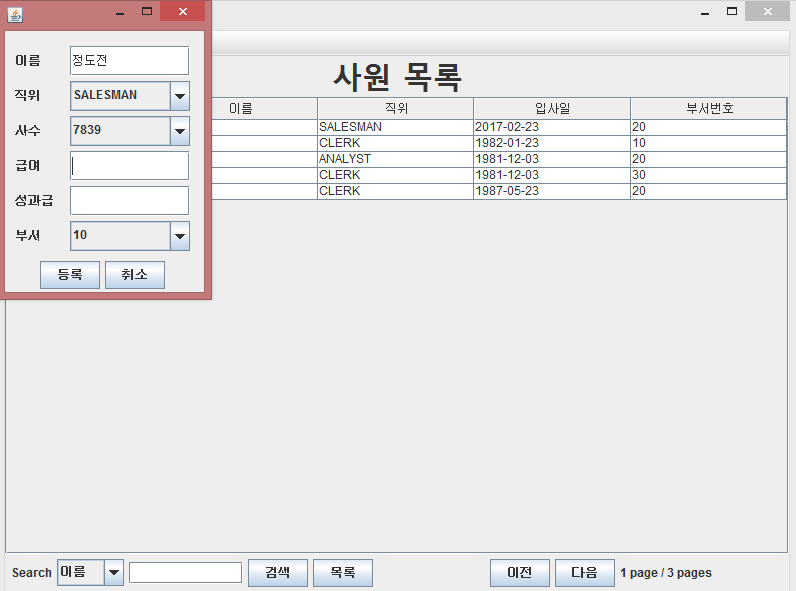 이름 정도전
직위 SALESMAN
사수 7839
급여
성과급
부서 10
등록 취소
사원 목록
이름 직위 입사일 부서번호
SALESMAN 2017-02-23 20
CLERK 1982-01-23 10
ANALYST 1981-12-03 20
CLERK 1981-12-03 30
CLERK 1987-05-23 20
Search 이름 검색 목록 이전 다음 1 page / 3 pages